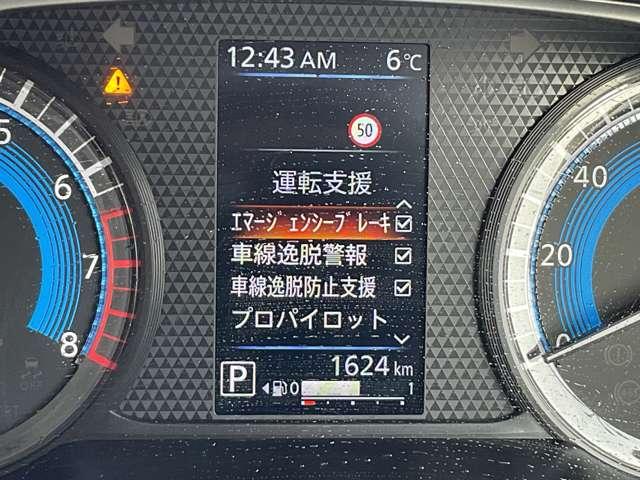 12:43 AM 6℃
50
運転支援
エマージェンシーブレーキ
車線逸脱警報
車線逸脱防止支援
プロパイロット
1624 km
P 0 1
5
6
7
8
40
20
0